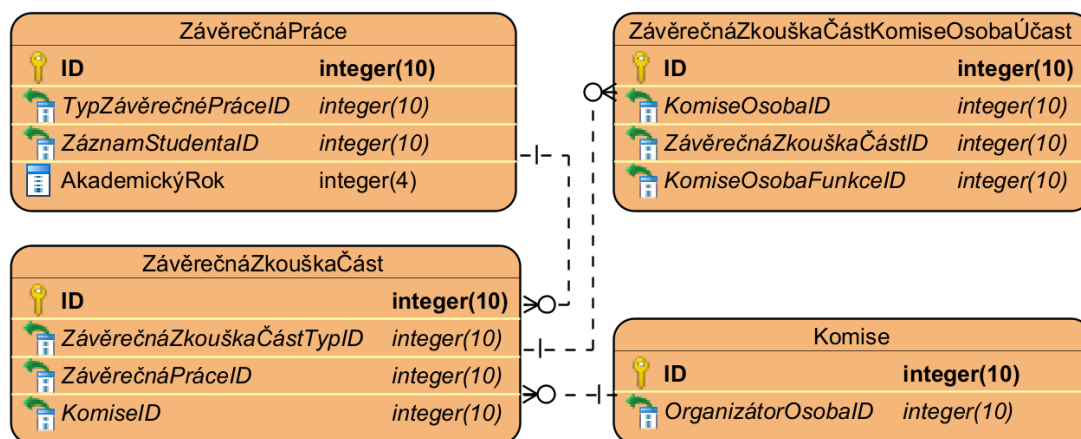 ZávěrečnáPráce
ID integer(10)
TypZávěrečnéPráceID integer(10)
ZáznamStudentaID integer(10)
AkademickýRok integer(4)
ZávěrečnáZkouškaČástKomiseOsobaÚčast
ID integer(10)
KomiseOsobaID integer(10)
ZávěrečnáZkouškaČástID integer(10)
KomiseOsobaFunkceID integer(10)
ZávěrečnáZkouškaČást
ID integer(10)
ZávěrečnáZkouškaČástTypID integer(10)
ZávěrečnáPráceID integer(10)
KomiseID integer(10)
Komise
ID integer(10)
OrganizátorOsobaID integer(10)